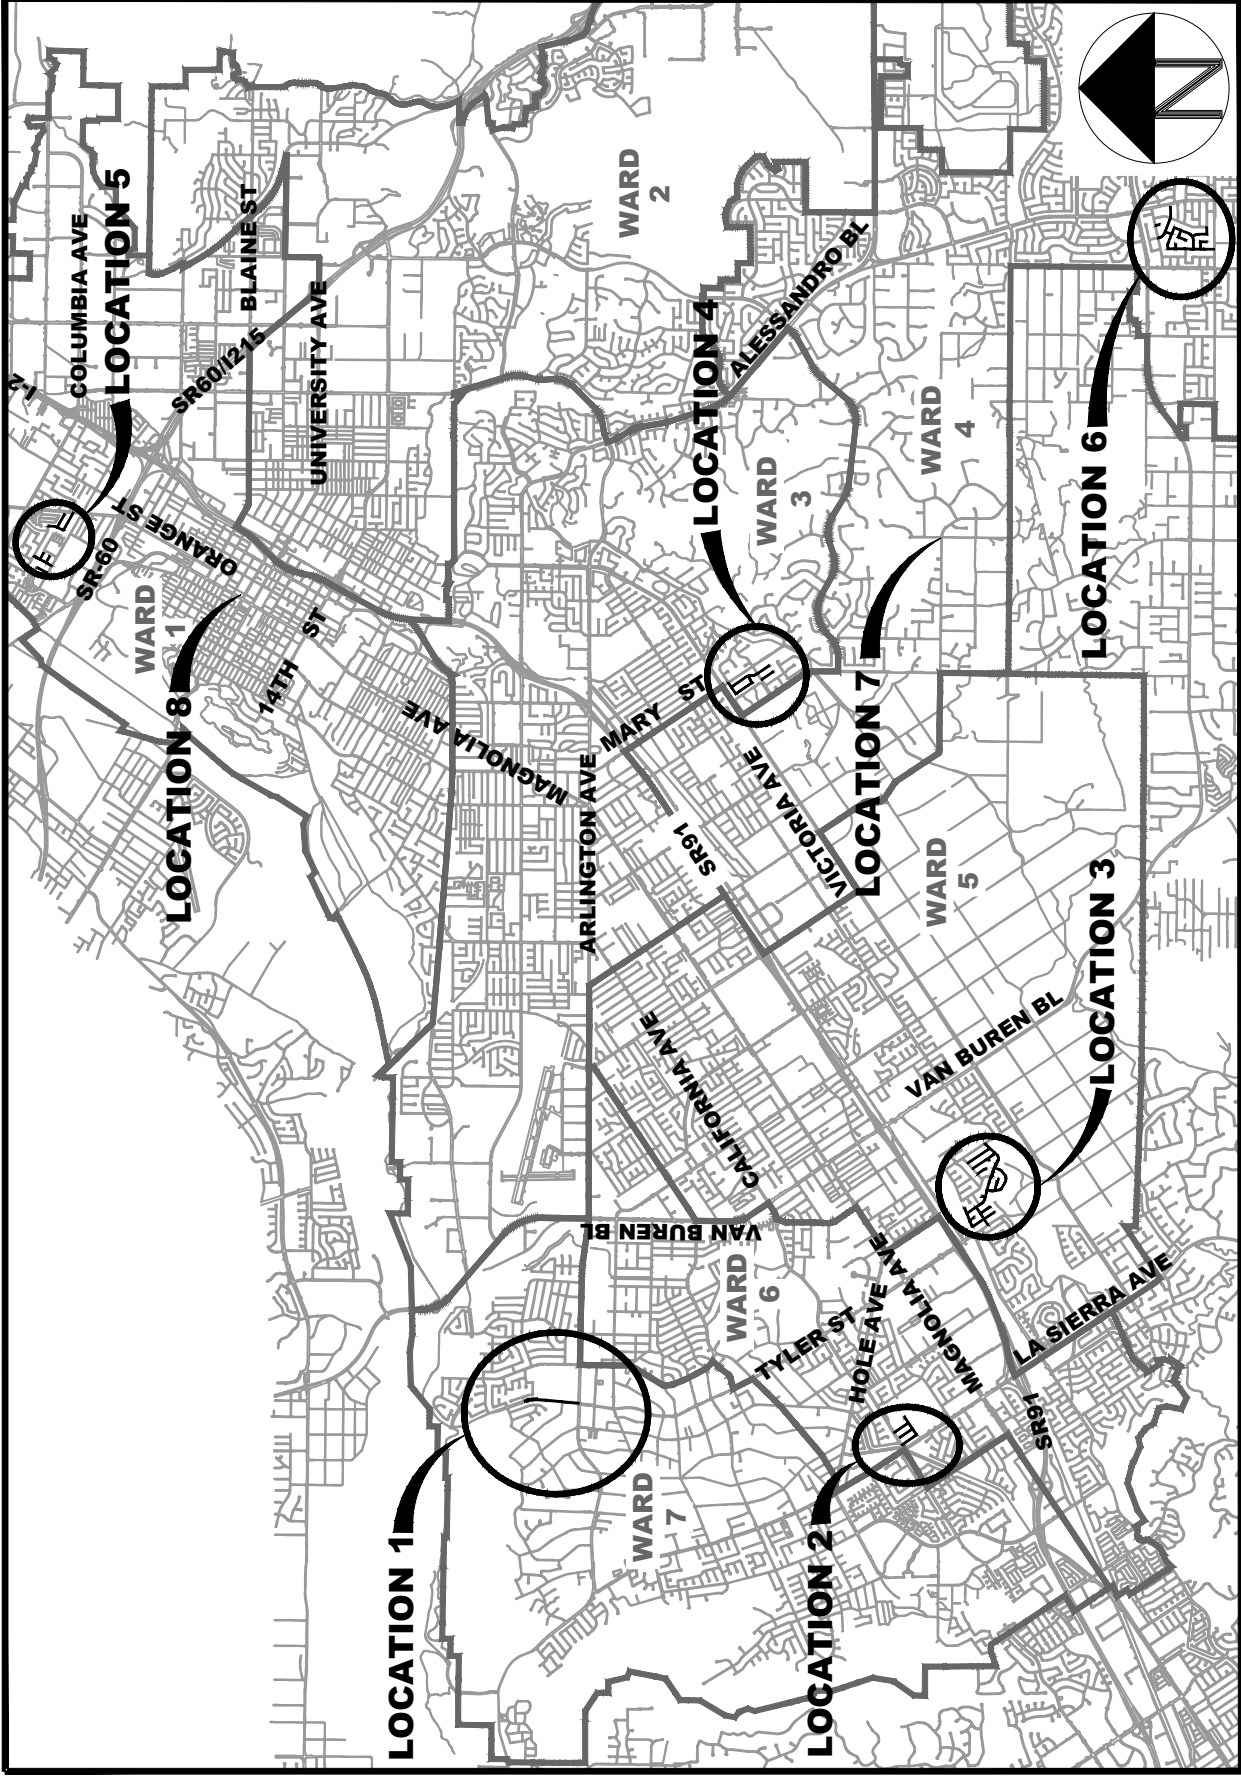 LOCATION 1
LOCATION 2
LOCATION 3
LOCATION 4
LOCATION 5
LOCATION 6
LOCATION 7
LOCATION 8
WARD
1
WARD
2
WARD
3
WARD
4
WARD
5
WARD
6
WARD
7
COLUMBIA AVE
I-2
SR60/I215
BLAINE ST
UNIVERSITY AVE
ORANGE ST
SR-60
14TH ST
MAGNOLIA AVE
ARLINGTON AVE
MARY ST
ALESSANDRO BL
VICTORIA AVE
SR91
CALIFORNIA AVE
VAN BUREN BL
VAN BUREN BL
TYLER ST
HOLE AVE
MAGNOLIA AVE
LA SIERRA AVE
SR91
N